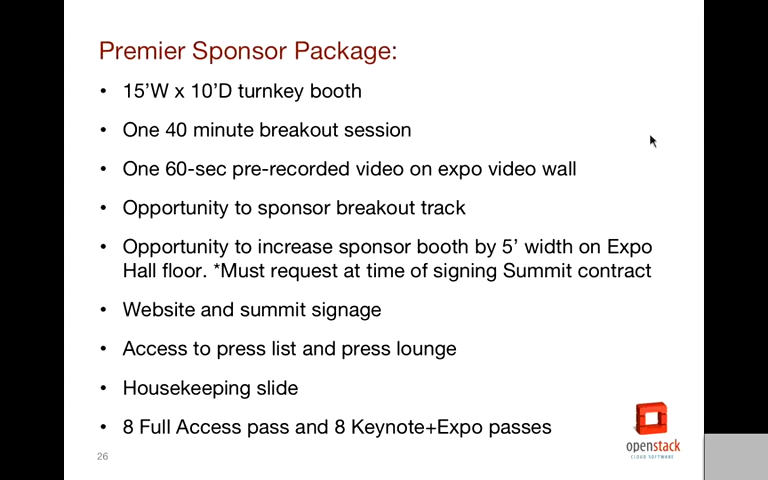 Premier Sponsor Package:
• 15’W x 10’D turnkey booth
• One 40 minute breakout session
• One 60-sec pre-recorded video on expo video wall
• Opportunity to sponsor breakout track
• Opportunity to increase sponsor booth by 5’ width on Expo
Hall floor. *Must request at time of signing Summit contract
• Website and summit signage
• Access to press list and press lounge
• Housekeeping slide
• 8 Full Access pass and 8 Keynote+Expo passes
openstack
CLOUD SOFTWARE
26